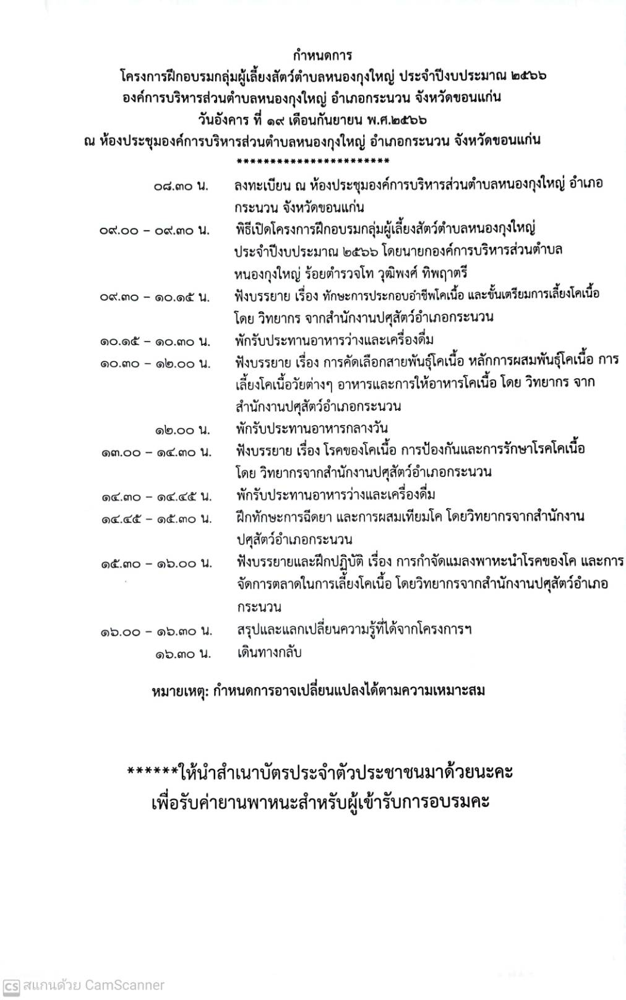 กำหนดการ
โครงการฝึกอบรมกลุ่มผู้เลี้ยงสัตว์ตำบลหนองกุงใหญ่ ประจำปีงบประมาณ ๒๕๖๖
องค์การบริหารส่วนตำบลหนองกุงใหญ่ อำเภอกระนวน จังหวัดขอนแก่น
วันอังคาร ที่ ๑๙ เดือนกันยายน พ.ศ.๒๕๖๖
ณ ห้องประชุมองค์การบริหารส่วนตำบลหนองกุงใหญ่ อำเภอกระนวน จังหวัดขอนแก่น
***********************
๐๘.๓๐ น. ลงทะเบียน ณ ห้องประชุมองค์การบริหารส่วนตำบลหนองกุงใหญ่ อำเภอ
กระนวน จังหวัดขอนแก่น
๐๙.๐๐ – ๐๙.๓๐ น. พิธีเปิดโครงการฝึกอบรมกลุ่มผู้เลี้ยงสัตว์ตำบลหนองกุงใหญ่
ประจำปีงบประมาณ ๒๕๖๖ โดยนายกองค์การบริหารส่วนตำบล
หนองกุงใหญ่ ร้อยตำรวจโท วุฒิพงศ์ ทิพฤาตรี
๐๙.๓๐ – ๑๐.๑๕ น. ฟังบรรยาย เรื่อง ทักษะการประกอบอำชีพโคเนื้อ และขั้นเตรียมการเลี้ยงโคเนื้อ
โดย วิทยากร จากสำนักงานปศุสัตว์อำเภอกระนวน
๑๐.๑๕ – ๑๐.๓๐ น. พักรับประทานอาหารว่างและเครื่องดื่ม
๑๐.๓๐ – ๑๒.๐๐ น. ฟังบรรยาย เรื่อง การคัดเลือกสายพันธุ์โคเนื้อ หลักการผสมพันธุ์โคเนื้อ การ
เลี้ยงโคเนื้อวัยต่างๆ อาหารและการให้อาหารโคเนื้อ โดย วิทยากร จาก
สำนักงานปศุสัตว์อำเภอกระนวน
๑๒.๐๐ น. พักรับประทานอาหารกลางวัน
๑๓.๐๐ – ๑๔.๓๐ น. ฟังบรรยาย เรื่อง โรคของโคเนื้อ การป้องกันและการรักษาโรคโคเนื้อ
โดย วิทยากรจากสำนักงานปศุสัตว์อำเภอกระนวน
๑๔.๓๐ – ๑๔.๔๕ น. พักรับประทานอาหารว่างและเครื่องดื่ม
๑๔.๔๕ – ๑๕.๓๐ น. ฝึกทักษะการฉีดยา และการผสมเทียมโค โดยวิทยากรจากสำนักงาน
ปศุสัตว์อำเภอกระนวน
๑๕.๓๐ – ๑๖.๐๐ น. ฟังบรรยายและฝึกปฏิบัติ เรื่อง การกำจัดแมลงพาหะนำโรคของโค และการ
จัดการตลาดในการเลี้ยงโคเนื้อ โดยวิทยากรจากสำนักงานปศุสัตว์อำเภอ
กระนวน
๑๖.๐๐ – ๑๖.๓๐ น. สรุปและแลกเปลี่ยนความรู้ที่ได้จากโครงการฯ
๑๖.๓๐ น. เดินทางกลับ
หมายเหตุ: กำหนดการอาจเปลี่ยนแปลงได้ตามความเหมาะสม
******ให้นำสำเนาบัตรประจำตัวประชาชนมาด้วยนะคะ
เพื่อรับค่ายานพาหนะสำหรับผู้เข้ารับการอบรมคะ
CS สแกนด้วย CamScanner